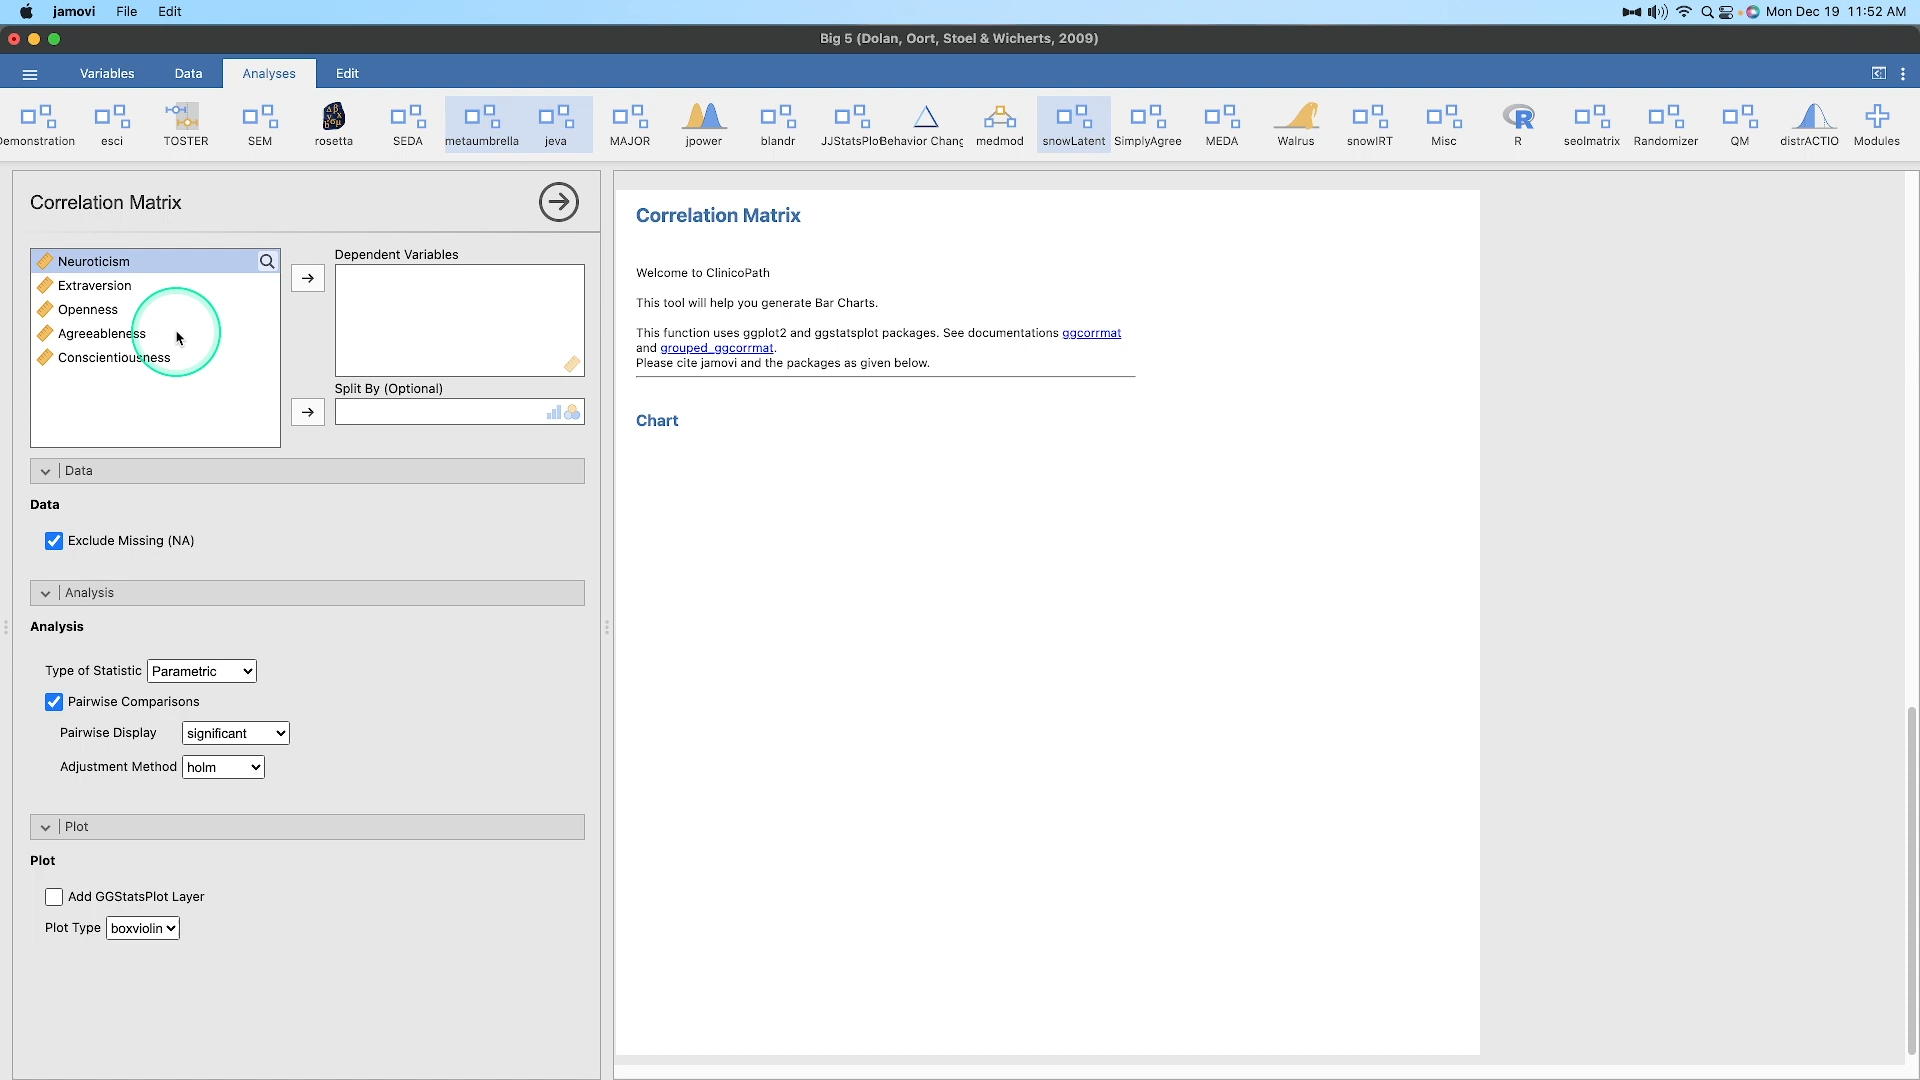 jamovi File Edit Mon Dec 19 11:52 AM
Big 5 (Dolan, Oort, Stoel & Wicherts, 2009)
Variables Data Analyses Edit
emonstration esci TOSTER SEM rosetta SEDA metaumbrella jeva MAJOR jpower blandr JJStatsPlo Behavior Chang medmod snowLatent SimplyAgree MEDA Walrus snowIRT Misc R seolmatrix Randomizer QM distrACTION Modules
Correlation Matrix
Neuroticism
Extraversion
Openness
Agreeableness
Conscientiousness
Dependent Variables
Split By (Optional)
Data
Data
Exclude Missing (NA)
Analysis
Analysis
Type of Statistic Parametric
Pairwise Comparisons
Pairwise Display significant
Adjustment Method holm
Plot
Plot
Add GGStatsPlot Layer
Plot Type boxviolin
Correlation Matrix
Welcome to ClinicoPath
This tool will help you generate Bar Charts.
This function uses ggplot2 and ggstatsplot packages. See documentations ggcorrmat
and grouped_ggcorrmat.
Please cite jamovi and the packages as given below.
Chart